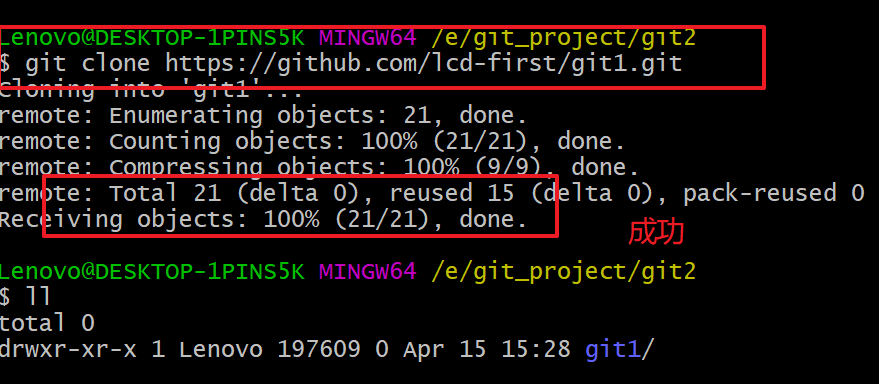 Lenovo@DESKTOP-1PINS5K MINGW64 /e/git_project/git2
$ git clone https://github.com/lcd-first/git1.git
Cloning into 'git1'...
remote: Enumerating objects: 21, done.
remote: Counting objects: 100% (21/21), done.
remote: Compressing objects: 100% (9/9), done.
remote: Total 21 (delta 0), reused 15 (delta 0), pack-reused 0
Receiving objects: 100% (21/21), done.
成功
Lenovo@DESKTOP-1PINS5K MINGW64 /e/git_project/git2
$ ll
total 0
drwxr-xr-x 1 Lenovo 197609 0 Apr 15 15:28 git1/